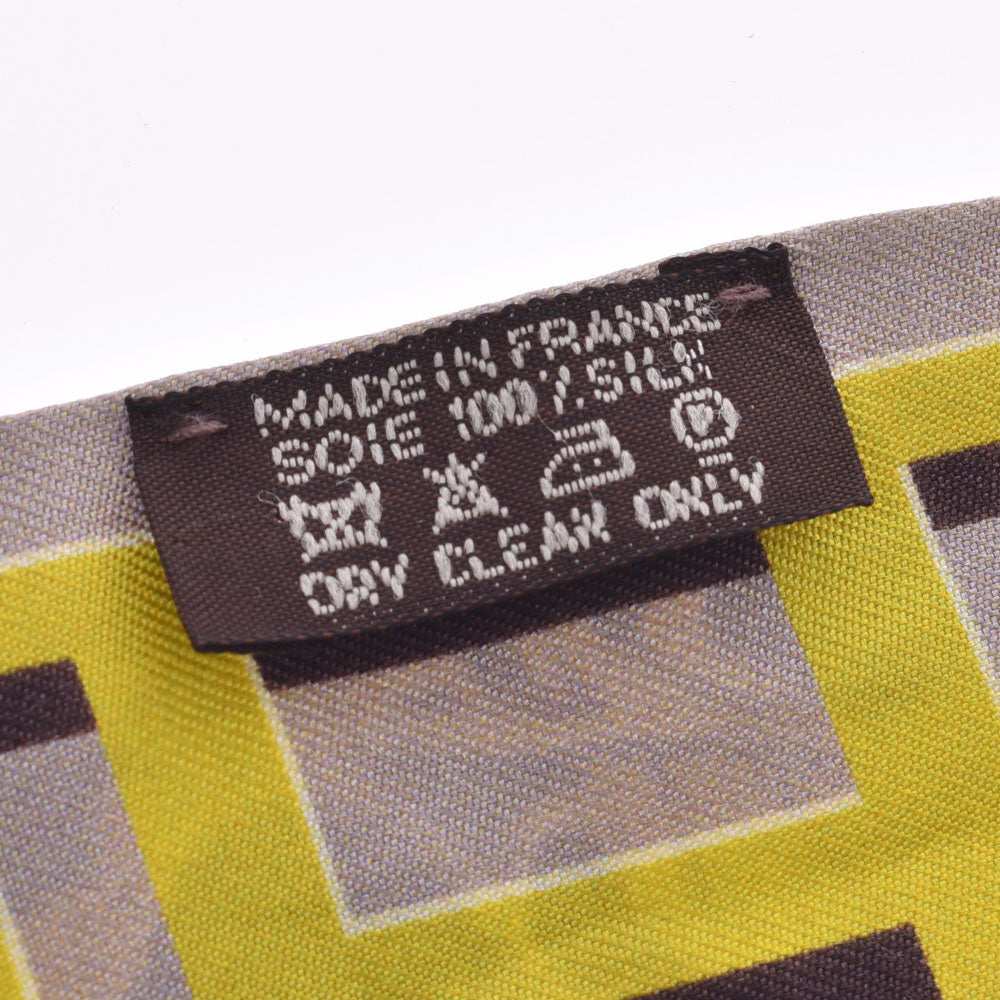 MADE IN FRANCE
SOIE 100% SILK
P
DRY CLEAN ONLY